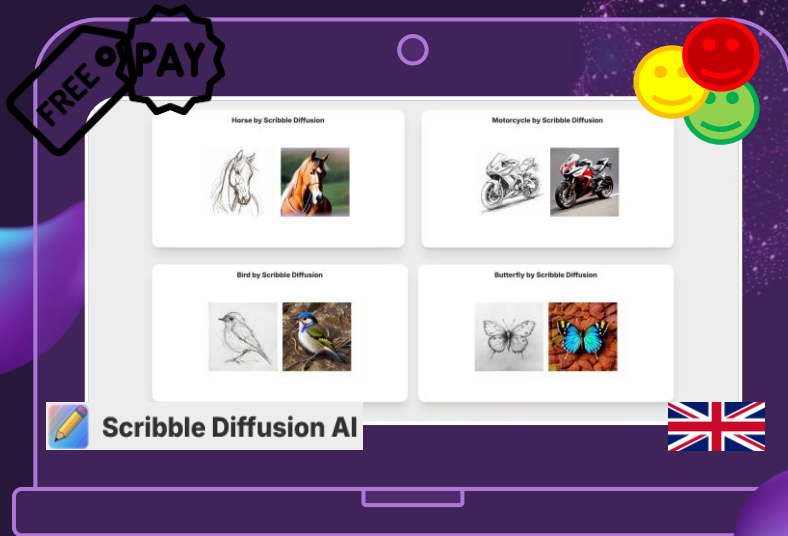 FREE
PAY
Horse by Scribble Diffusion
Motorcycle by Scribble Diffusion
Bird by Scribble Diffusion
Butterfly by Scribble Diffusion
Scribble Diffusion AI